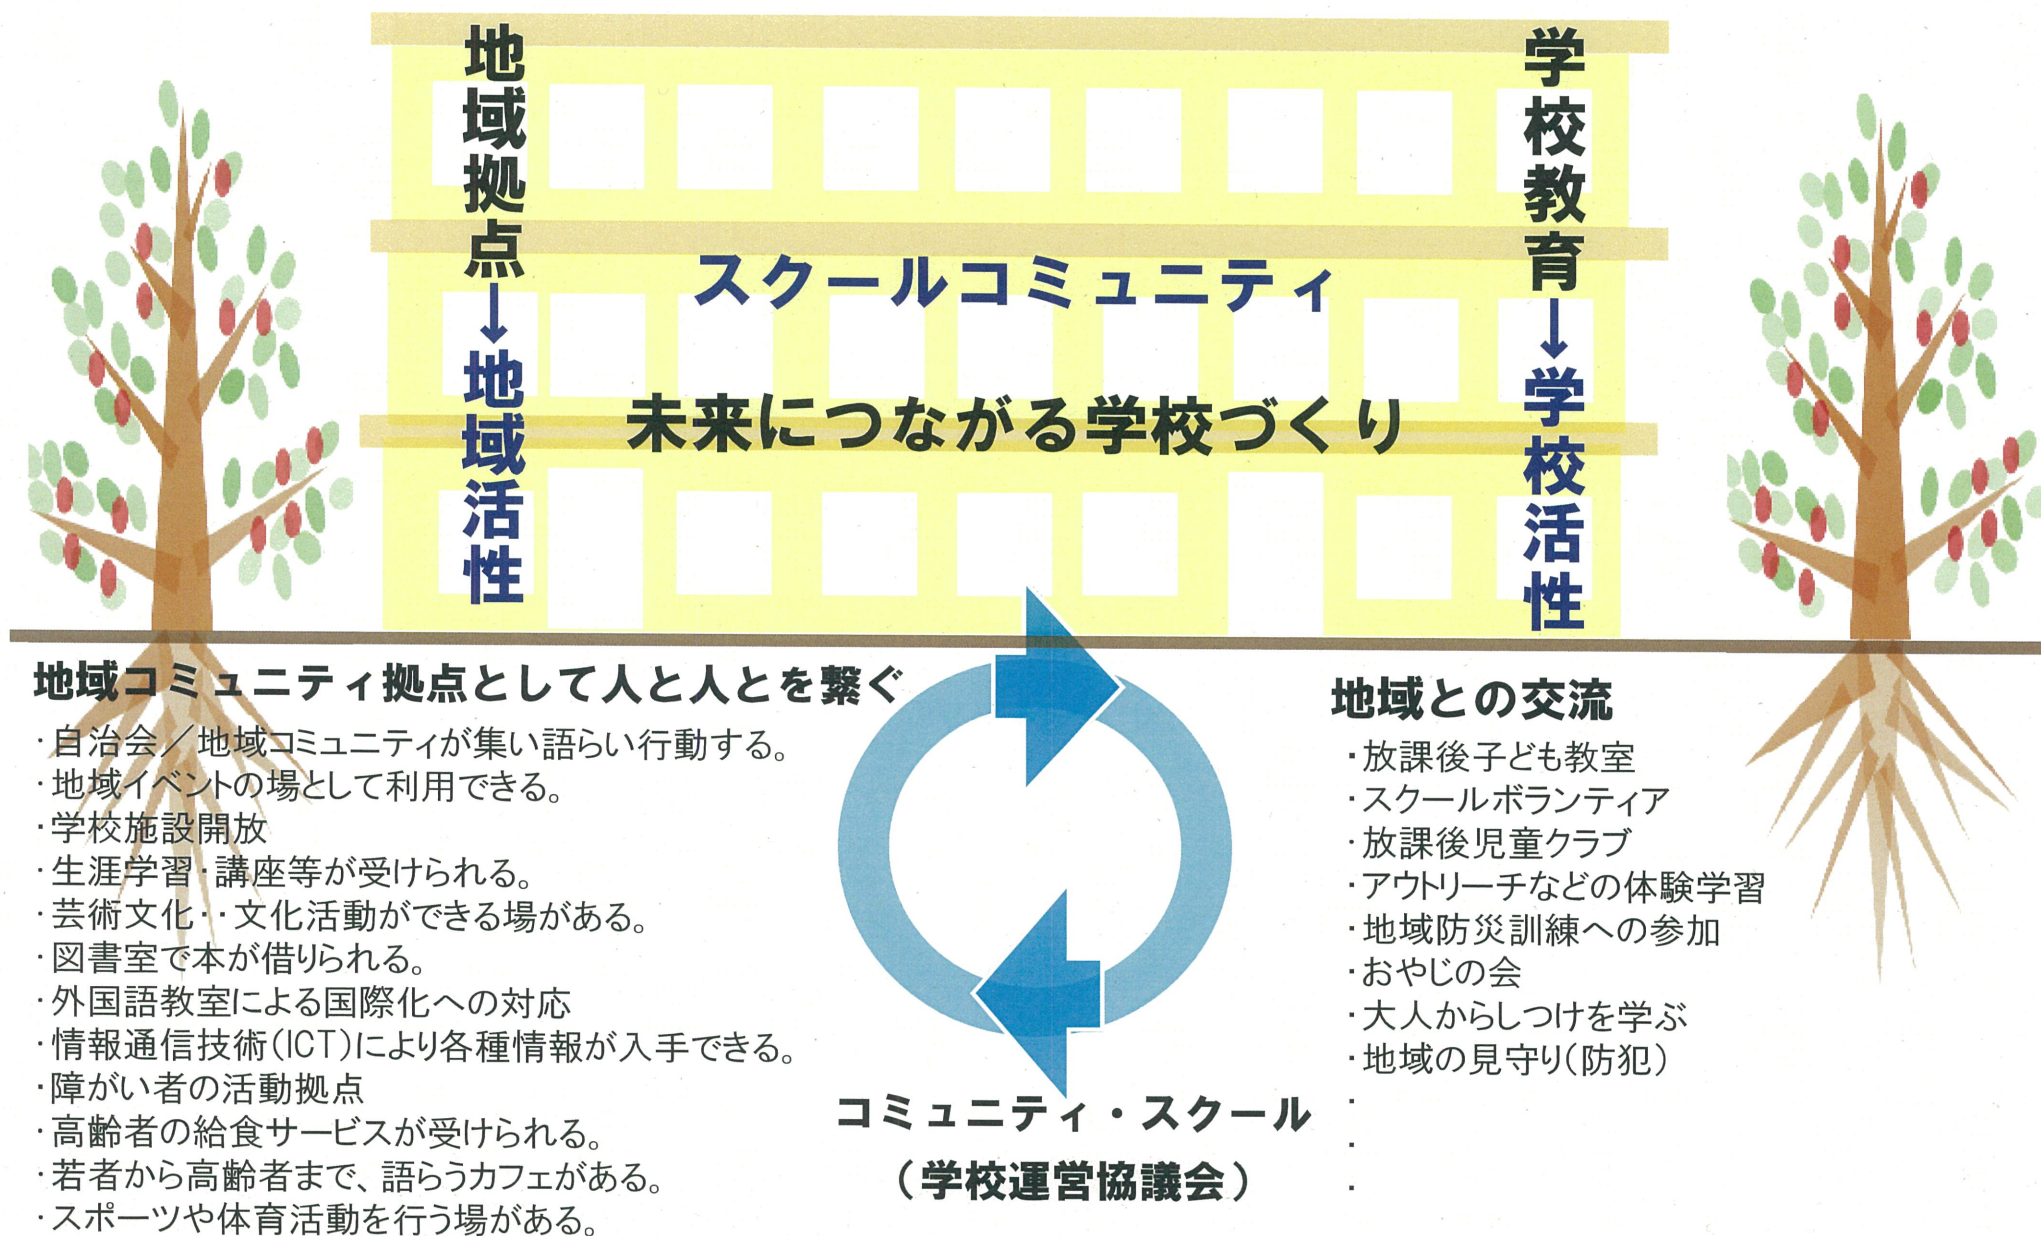 地域拠点→地域活性
学校教育→学校活性
スクールコミュニティ
未来につながる学校づくり
地域コミュニティ拠点として人と人とを繋ぐ
・自治会／地域コミュニティが集い語らい行動する。
・地域イベントの場として利用できる。
・学校施設開放
・生涯学習・講座等が受けられる。
・芸術文化・・文化活動ができる場がある。
・図書室で本が借りられる。
・外国語教室による国際化への対応
・情報通信技術(ICT)により各種情報が入手できる。
・障がい者の活動拠点
・高齢者の給食サービスが受けられる。
・若者から高齢者まで、語らうカフェがある。
・スポーツや体育活動を行う場がある。
コミュニティ・スクール
（学校運営協議会）
地域との交流
・放課後子ども教室
・スクールボランティア
・放課後児童クラブ
・アウトリーチなどの体験学習
・地域防災訓練への参加
・おやじの会
・大人からしつけを学ぶ
・地域の見守り(防犯)
・
・
・